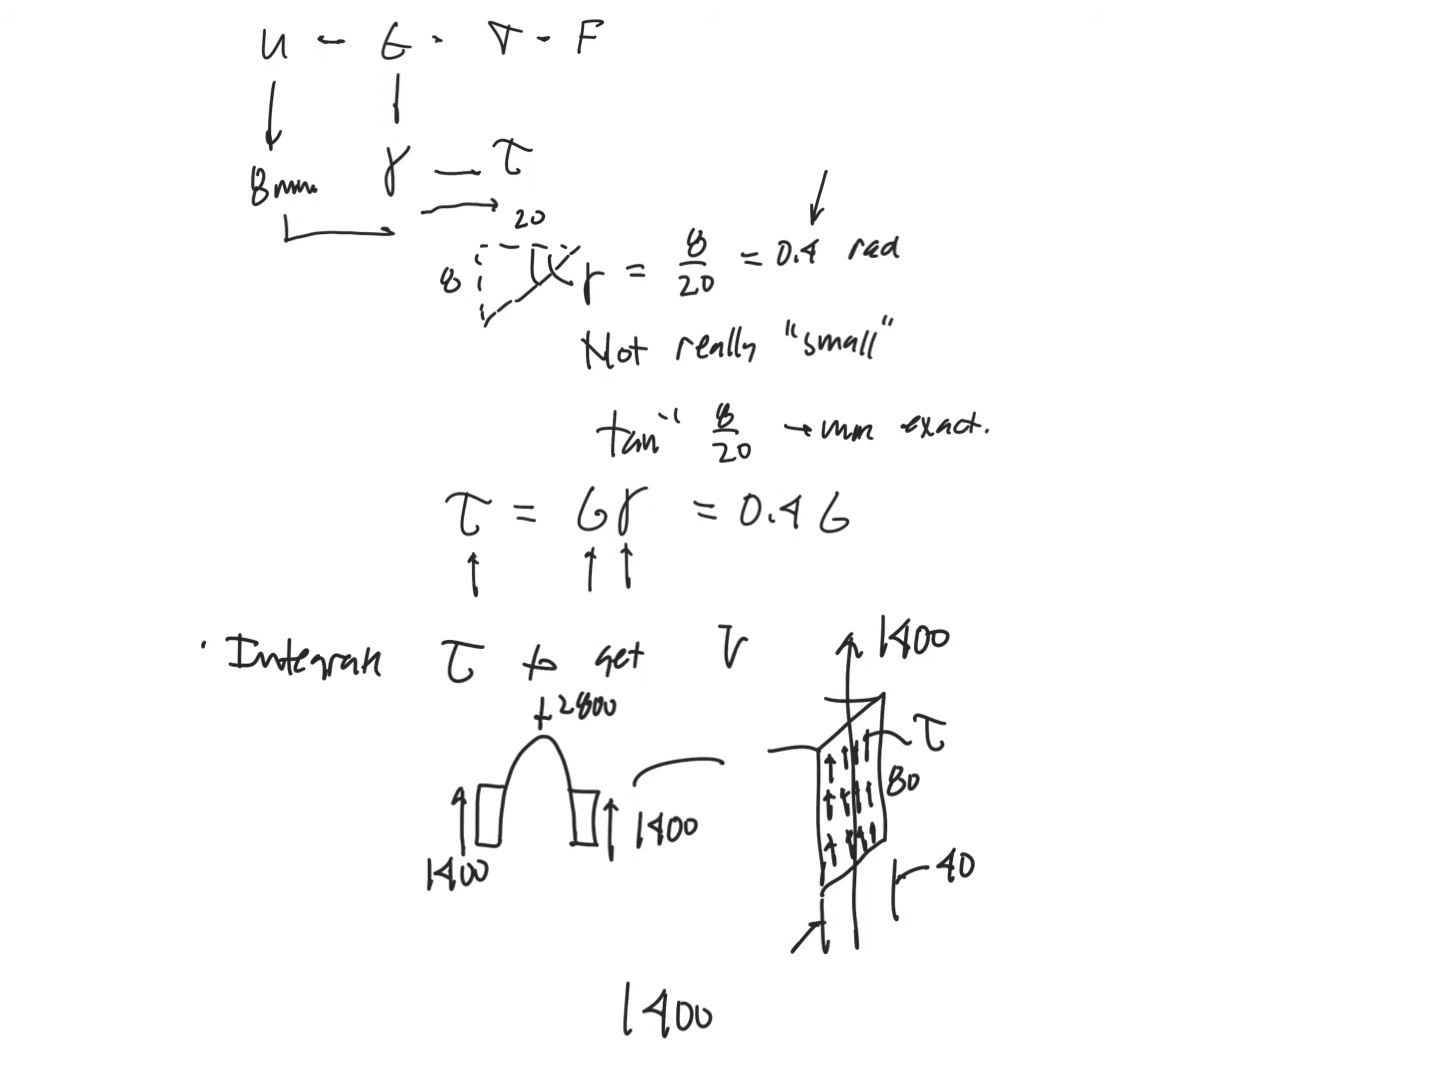 u - ε - σ - F
8mm γ — τ
20
8 γ = 8/20 = 0.4 rad
Not really "small"
tan⁻¹ 8/20 → mm exact.
τ = Gγ = 0.4 G
· Integrate τ to get V
1400
2800
τ
80
1400
1400
40
1400